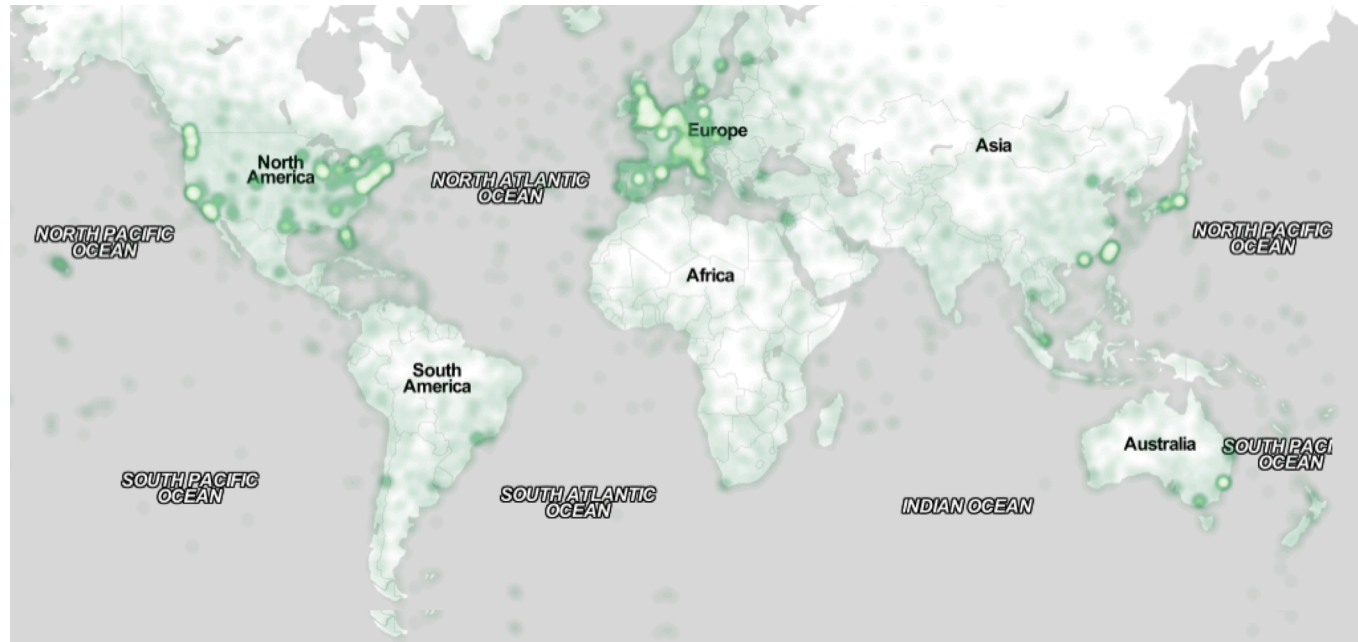 Europe
Asia
North
America
NORTH ATLANTIC
OCEAN
NORTH PACIFIC
OCEAN
NORTH PACIFIC
OCEAN
Africa
South
America
Australia
SOUTH PACI
OCEAN
SOUTH PACIFIC
OCEAN
SOUTH ATLANTIC
OCEAN
INDIAN OCEAN